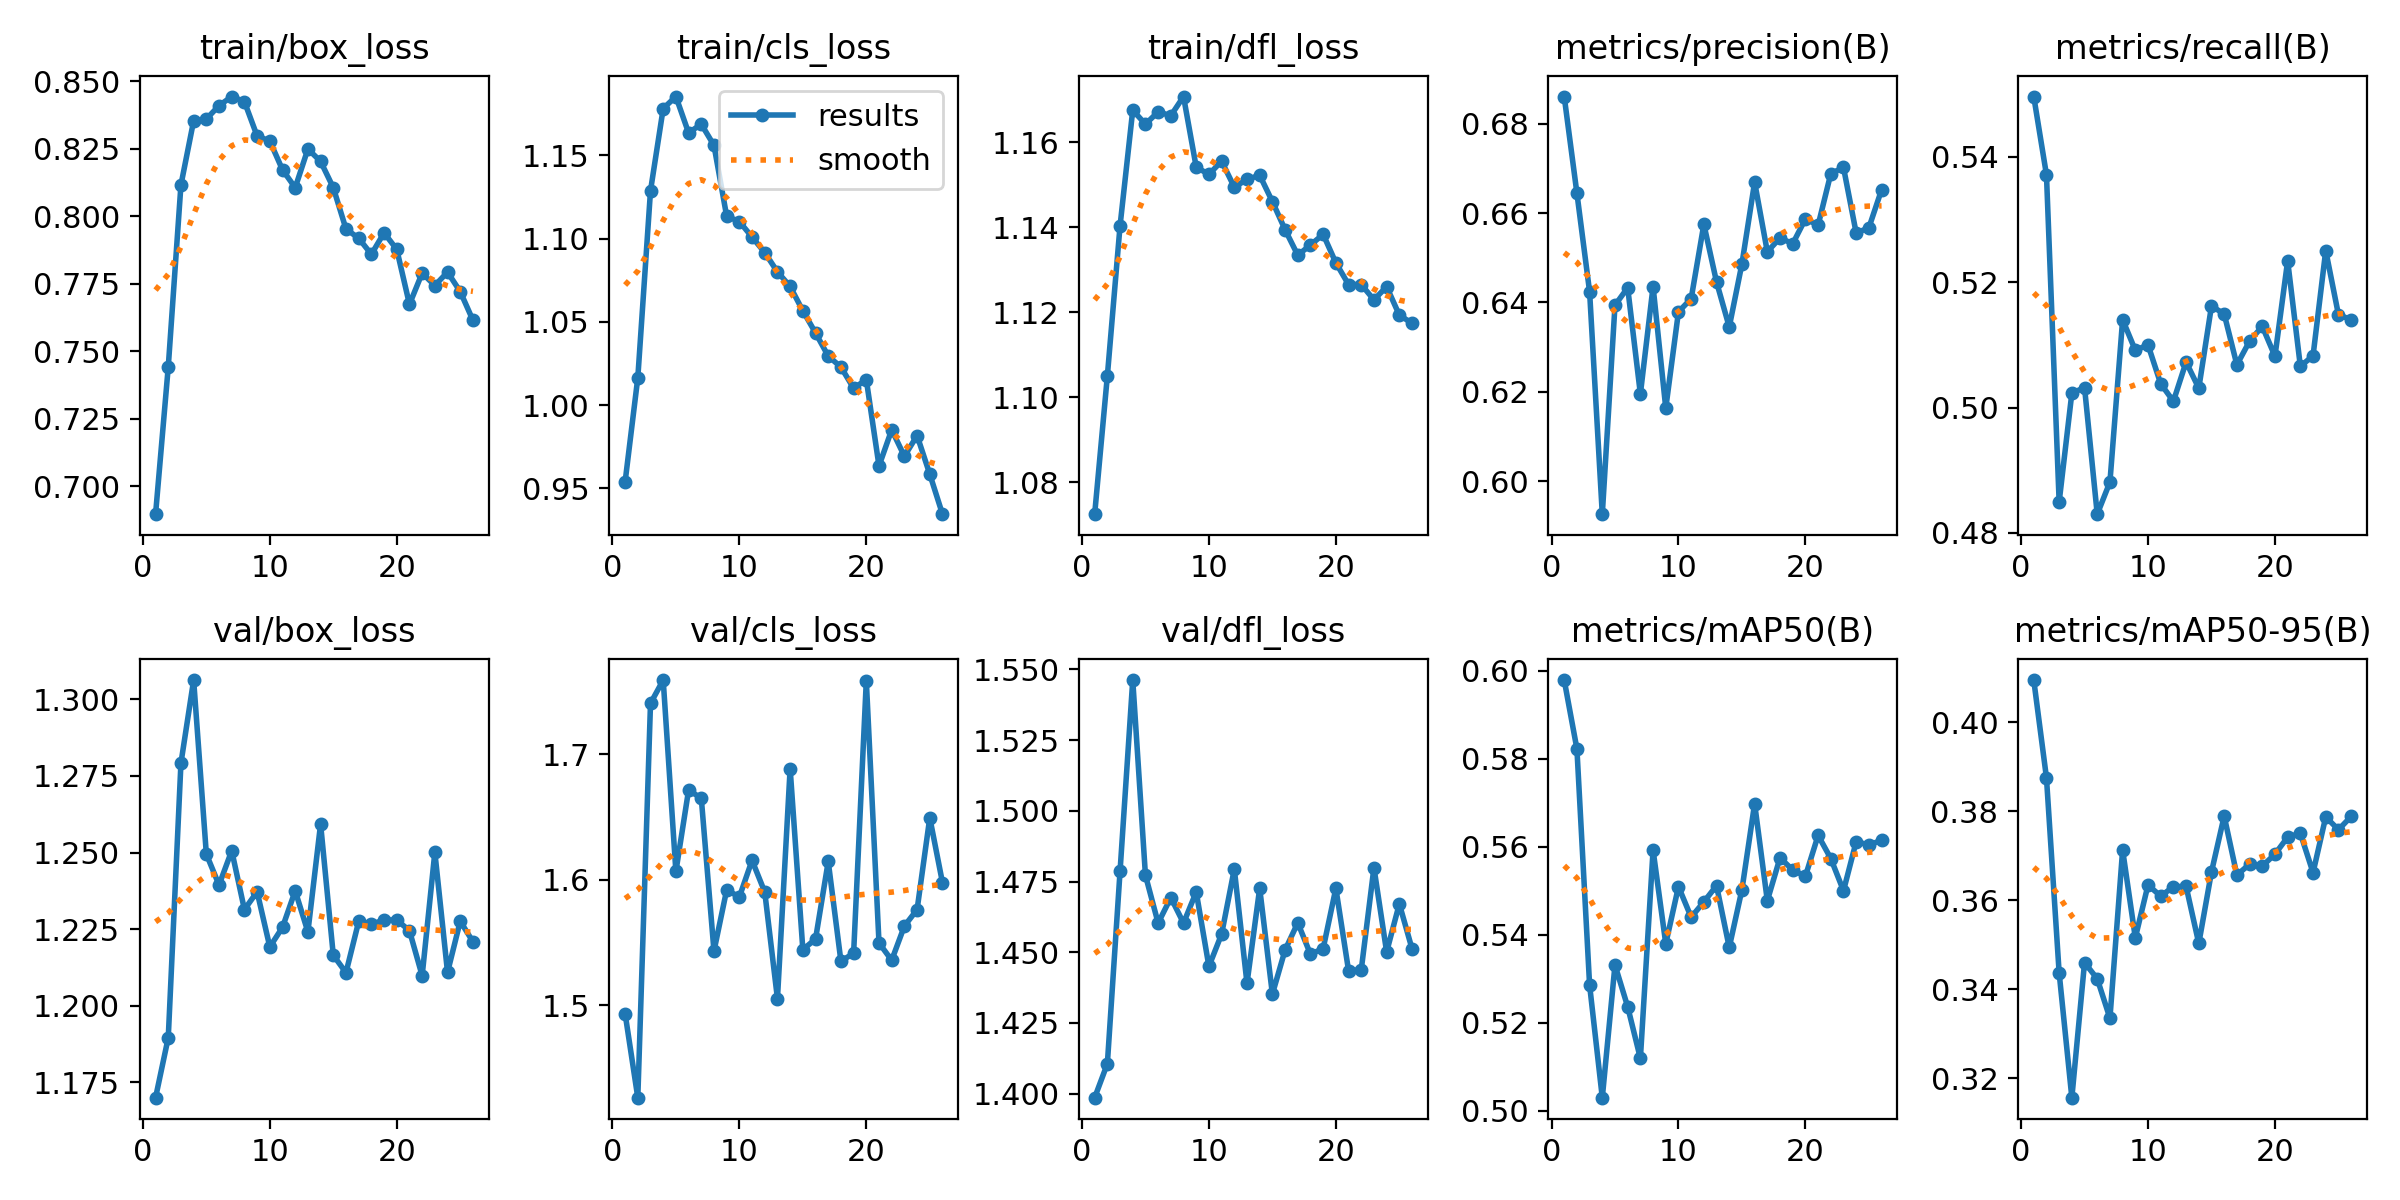 train/box_loss
train/cls_loss
train/dfl_loss
metrics/precision(B)
metrics/recall(B)
0.850
0.825
0.800
0.775
0.750
0.725
0.700
0 10 20
1.15
1.10
1.05
1.00
0.95
0 10 20
results
smooth
1.16
1.14
1.12
1.10
1.08
0 10 20
0.68
0.66
0.64
0.62
0.60
0 10 20
0.54
0.52
0.50
0.48
0 10 20
val/box_loss
val/cls_loss
val/dfl_loss
metrics/mAP50(B)
metrics/mAP50-95(B)
1.300
1.275
1.250
1.225
1.200
1.175
0 10 20
1.7
1.6
1.5
0 10 20
1.550
1.525
1.500
1.475
1.450
1.425
1.400
0 10 20
0.60
0.58
0.56
0.54
0.52
0.50
0 10 20
0.40
0.38
0.36
0.34
0.32
0 10 20